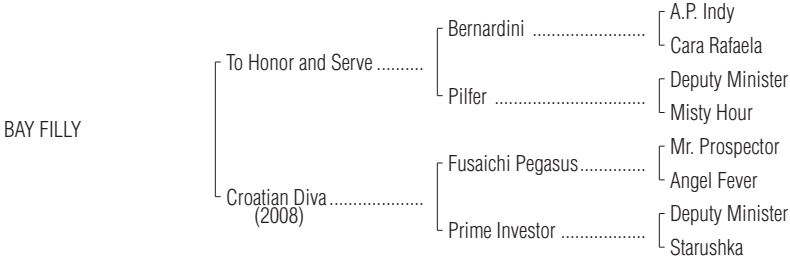 A.P. Indy
Bernardini ........................
Cara Rafaela
To Honor and Serve ..........
Deputy Minister
Pilfer ................................
Misty Hour
BAY FILLY
Mr. Prospector
Fusaichi Pegasus..............
Angel Fever
Croatian Diva....................
(2008)
Deputy Minister
Prime Investor ..................
Starushka